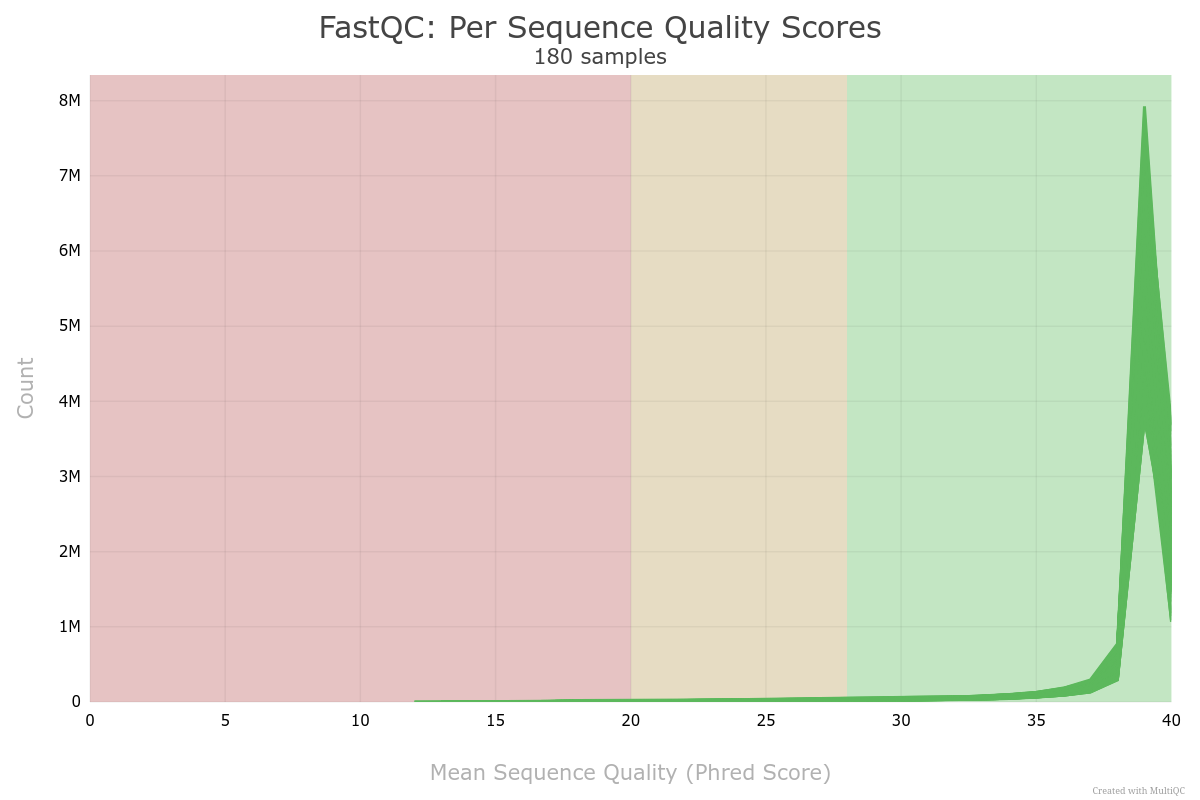 FastQC: Per Sequence Quality Scores
180 samples
8M
7M
6M
5M
4M
3M
2M
1M
0
Count
0 5 10 15 20 25 30 35 40
Mean Sequence Quality (Phred Score)
Created with MultiQC